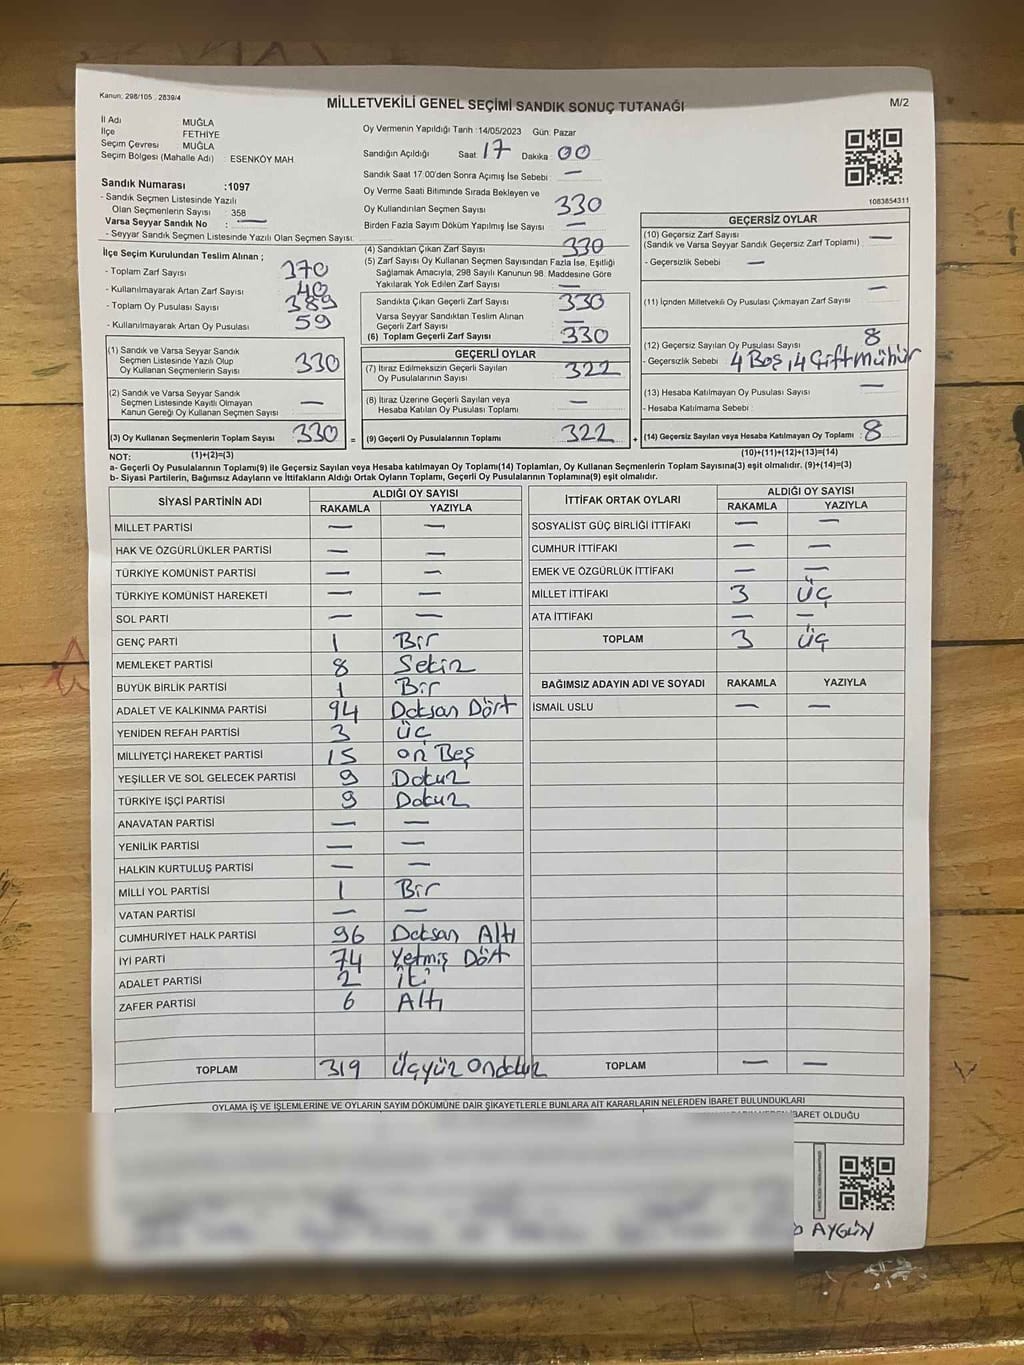 Kanun: 298/105 , 2839/4
MİLLETVEKİLİ GENEL SEÇİMİ SANDIK SONUÇ TUTANAĞI
M/2
İl Adı MUĞLA
İlçe FETHİYE
Seçim Çevresi MUĞLA
Seçim Bölgesi (Mahalle Adı) : ESENKÖY MAH.
Sandık Numarası :1097
- Sandık Seçmen Listesinde Yazılı
Olan Seçmenlerin Sayısı : 358
Varsa Seyyar Sandık No : —
- Seyyar Sandık Seçmen Listesinde Yazılı Olan Seçmen Sayısı:
Oy Vermenin Yapıldığı Tarih :14/05/2023 Gün: Pazar
Sandığın Açıldığı Saat: 17 Dakika : 00
Sandık Saat 17:00'den Sonra Açımış İse Sebebi : —
Oy Verme Saati Bitiminde Sırada Bekleyen ve
Oy Kullandırılan Seçmen Sayısı 330
Birden Fazla Sayım Döküm Yapılmış İse Sayısı : —
1083854311
İlçe Seçim Kurulundan Teslim Alınan ;
- Toplam Zarf Sayısı 370
- Kullanılmayarak Artan Zarf Sayısı 40
- Toplam Oy Pusulası Sayısı 389
- Kullanılmayarak Artan Oy Pusulası 59
(4) Sandıktan Çıkan Zarf Sayısı 330
(5) Zarf Sayısı Oy Kullanan Seçmen Sayısından Fazla İse, Eşitliği
Sağlamak Amacıyla, 298 Sayılı Kanunun 98. Maddesine Göre
Yakılarak Yok Edilen Zarf Sayısı : —
Sandıkta Çıkan Geçerli Zarf Sayısı 330
Varsa Seyyar Sandıktan Teslim Alınan
Geçerli Zarf Sayısı —
(6) Toplam Geçerli Zarf Sayısı 330
GEÇERSİZ OYLAR
(10) Geçersiz Zarf Sayısı —
(Sandık ve Varsa Seyyar Sandık Geçersiz Zarf Toplamı)
- Geçersizlik Sebebi : —
(11) İçinden Milletvekili Oy Pusulası Çıkmayan Zarf Sayısı —
(12) Geçersiz Sayılan Oy Pusulası Sayısı 8
- Geçersizlik Sebebi : 4 Boş, 4 Çift mühür
(13) Hesaba Katılmayan Oy Pusulası Sayısı —
- Hesaba Katılmama Sebebi :
(14) Geçersiz Sayılan veya Hesaba Katılmayan Oy Toplamı : 8
(1) Sandık ve Varsa Seyyar Sandık
Seçmen Listesinde Yazılı Olup
Oy Kullanan Seçmenlerin Sayısı 330
(2) Sandık ve Varsa Seyyar Sandık
Seçmen Listesinde Kayıtlı Olmayan
Kanun Gereği Oy Kullanan Seçmen Sayısı —
(3) Oy Kullanan Seçmenlerin Toplam Sayısı 330 =
GEÇERLİ OYLAR
(7) İtiraz Edilmeksizin Geçerli Sayılan
Oy Pusulalarının Sayısı 322
(8) İtiraz Üzerine Geçerli Sayılan veya
Hesaba Katılan Oy Pusulası Toplamı —
(9) Geçerli Oy Pusulalarının Toplamı 322 +
NOT: (1)+(2)=(3) (10)+(11)+(12)+(13)=(14)
a- Geçerli Oy Pusulalarının Toplamı(9) ile Geçersiz Sayılan veya Hesaba katılmayan Oy Toplamı(14) Toplamları, Oy Kullanan Seçmenlerin Toplam Sayısına(3) eşit olmalıdır. (9)+(14)=(3)
b- Siyasi Partilerin, Bağımsız Adayların ve İttifakların Aldığı Oyların Toplamı, Geçerli Oy Pusulalarının Toplamına(9) eşit olmalıdır.
SİYASİ PARTİNİN ADI ALDIĞI OY SAYISI
RAKAMLA YAZIYLA
MİLLET PARTİSİ — —
HAK VE ÖZGÜRLÜKLER PARTİSİ — —
TÜRKİYE KOMÜNİST PARTİSİ — —
TÜRKİYE KOMÜNİST HAREKETİ — —
SOL PARTİ — —
GENÇ PARTİ 1 Bir
MEMLEKET PARTİSİ 8 Sekiz
BÜYÜK BİRLİK PARTİSİ 1 Bir
ADALET VE KALKINMA PARTİSİ 94 Doksan Dört
YENİDEN REFAH PARTİSİ 3 üç
MİLLİYETÇİ HAREKET PARTİSİ 15 on Beş
YEŞİLLER VE SOL GELECEK PARTİSİ 9 Dokuz
TÜRKİYE İŞÇİ PARTİSİ 9 Dokuz
ANAVATAN PARTİSİ — —
YENİLİK PARTİSİ — —
HALKIN KURTULUŞ PARTİSİ — —
MİLLİ YOL PARTİSİ 1 Bir
VATAN PARTİSİ — —
CUMHURİYET HALK PARTİSİ 96 Doksan Altı
İYİ PARTİ 74 Yetmiş Dört
ADALET PARTİSİ 2 iki
ZAFER PARTİSİ 6 Altı
TOPLAM 319 Üçyüz Ondokuz
İTTİFAK ORTAK OYLARI ALDIĞI OY SAYISI
RAKAMLA YAZIYLA
SOSYALİST GÜÇ BİRLİĞİ İTTİFAKI — —
CUMHUR İTTİFAKI — —
EMEK VE ÖZGÜRLÜK İTTİFAKI — —
MİLLET İTTİFAKI 3 üç
ATA İTTİFAKI — —
TOPLAM 3 üç
BAĞIMSIZ ADAYIN ADI VE SOYADI RAKAMLA YAZIYLA
İSMAİL USLU — —
TOPLAM — —
OYLAMA İŞ VE İŞLEMLERİNE VE OYLARIN SAYIM DÖKÜMÜNE DAİR ŞİKAYETLERLE BUNLARA AİT KARARLARIN NELERDEN İBARET BULUNDUKLARI
İBARET OLDUĞU
AYGÜN